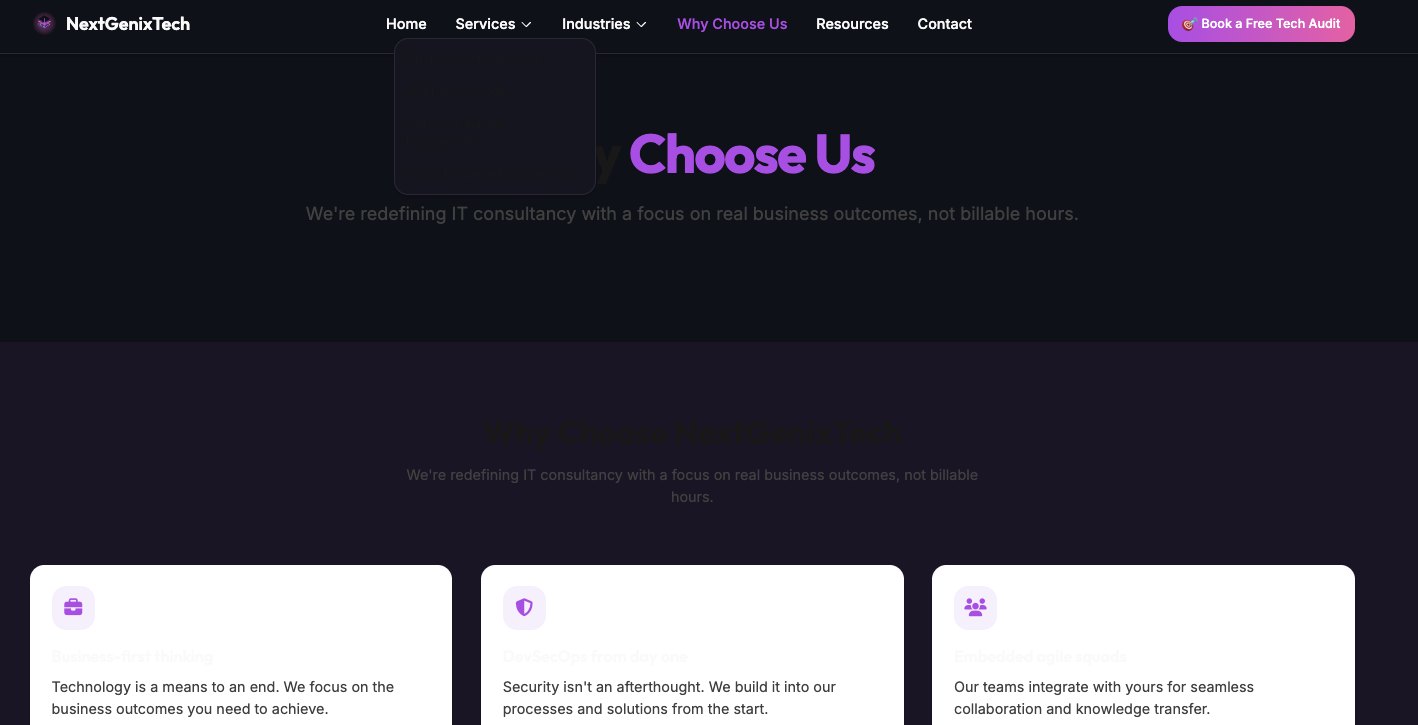 NextGenixTech
Home
Services
Industries
Why Choose Us
Resources
Contact
🎯 Book a Free Tech Audit
y Choose Us
We're redefining IT consultancy with a focus on real business outcomes, not billable hours.
Why Choose NextGenixTech
We're redefining IT consultancy with a focus on real business outcomes, not billable
hours.
Business-first thinking
Technology is a means to an end. We focus on the
business outcomes you need to achieve.
DevSecOps from day one
Security isn't an afterthought. We build it into our
processes and solutions from the start.
Embedded agile squads
Our teams integrate with yours for seamless
collaboration and knowledge transfer.